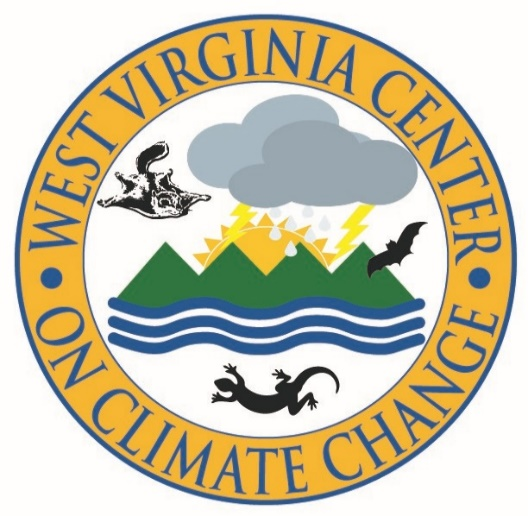 WEST VIRGINIA CENTER
• ON CLIMATE CHANGE •